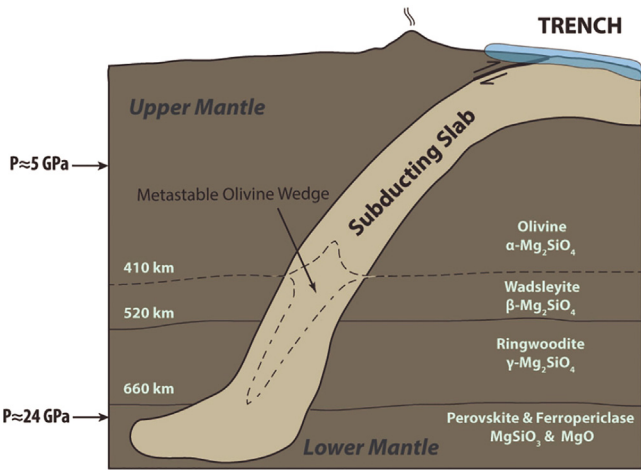 TRENCH
Upper Mantle
P≈5 GPa
Subducting Slab
Metastable Olivine Wedge
Olivine
α-Mg₂SiO₄
410 km
Wadsleyite
β-Mg₂SiO₄
520 km
Ringwoodite
γ-Mg₂SiO₄
660 km
P≈24 GPa
Perovskite & Ferropericlase
MgSiO₃ & MgO
Lower Mantle